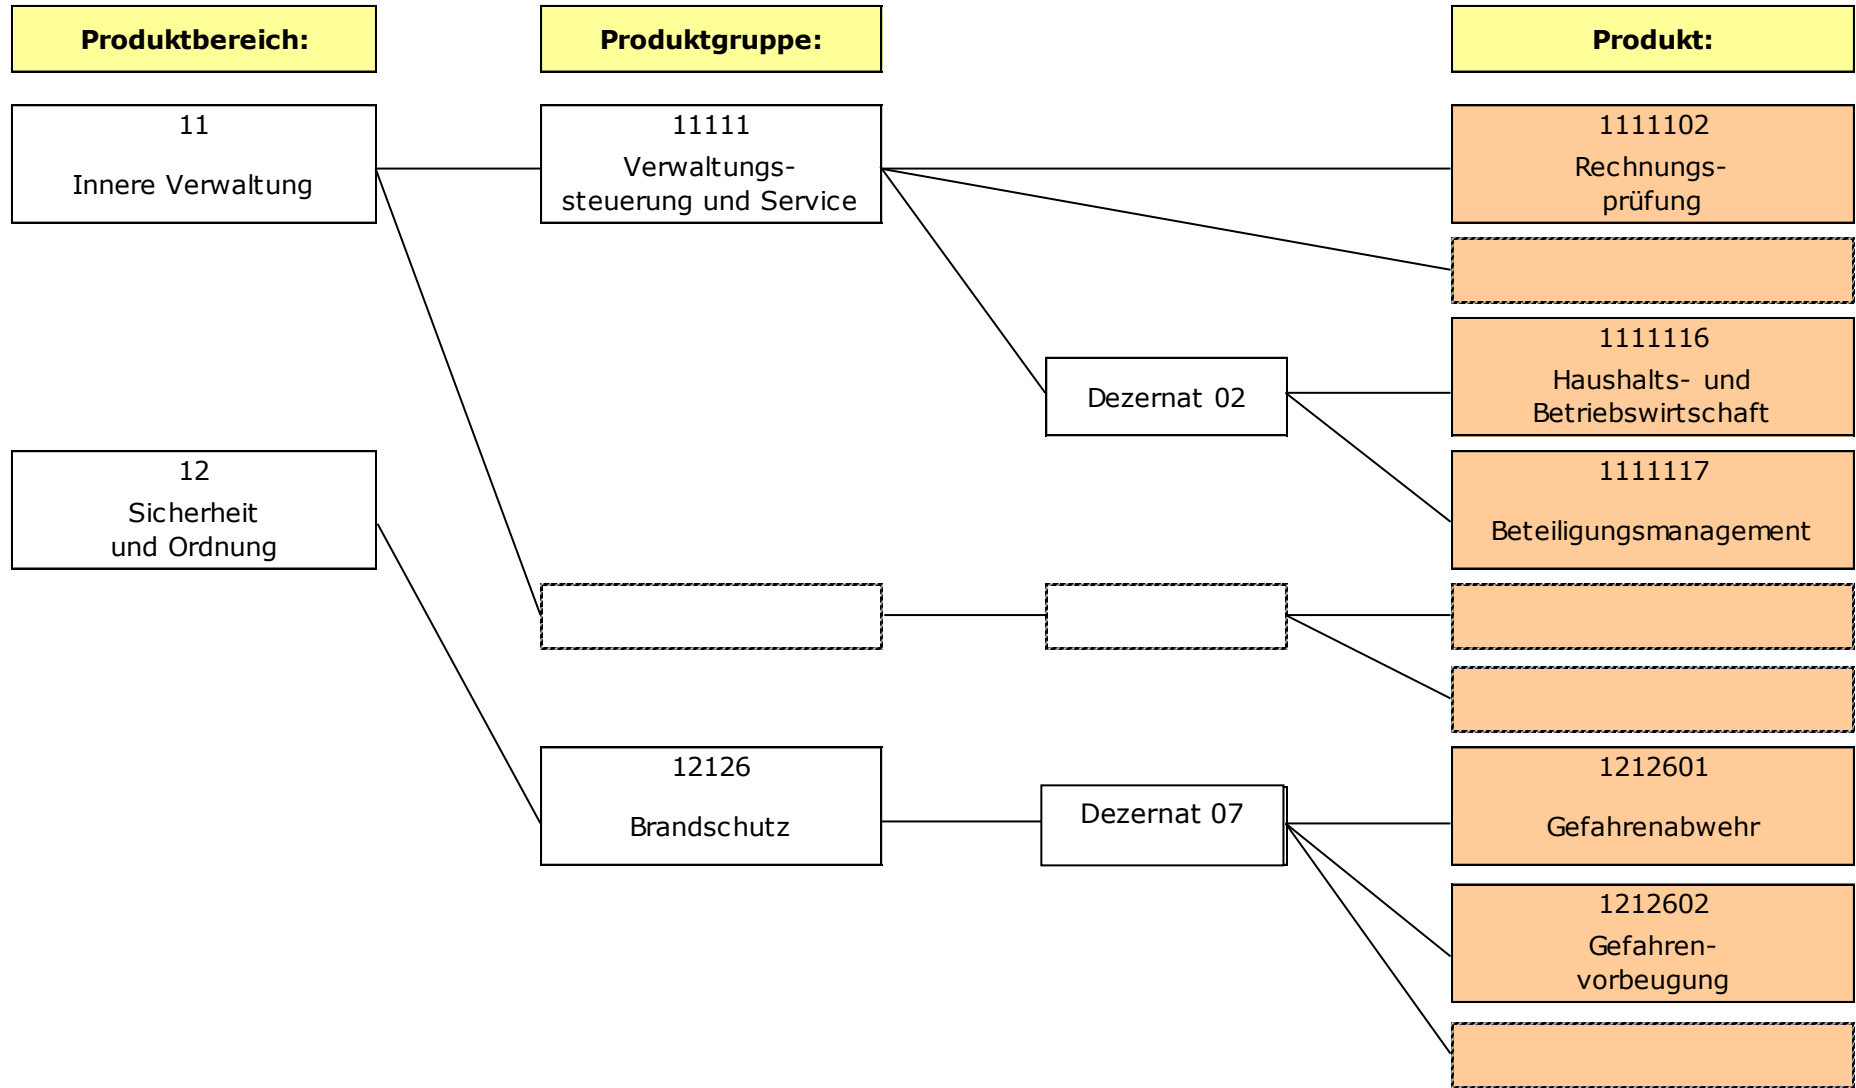 Produktbereich:
Produktgruppe:
Produkt:
11
Innere Verwaltung
11111
Verwaltungs-
steuerung und Service
1111102
Rechnungs-
prüfung
1111116
Haushalts- und
Betriebswirtschaft
Dezernat 02
12
Sicherheit
und Ordnung
1111117
Beteiligungsmanagement
12126
Brandschutz
Dezernat 07
1212601
Gefahrenabwehr
1212602
Gefahren-
vorbeugung